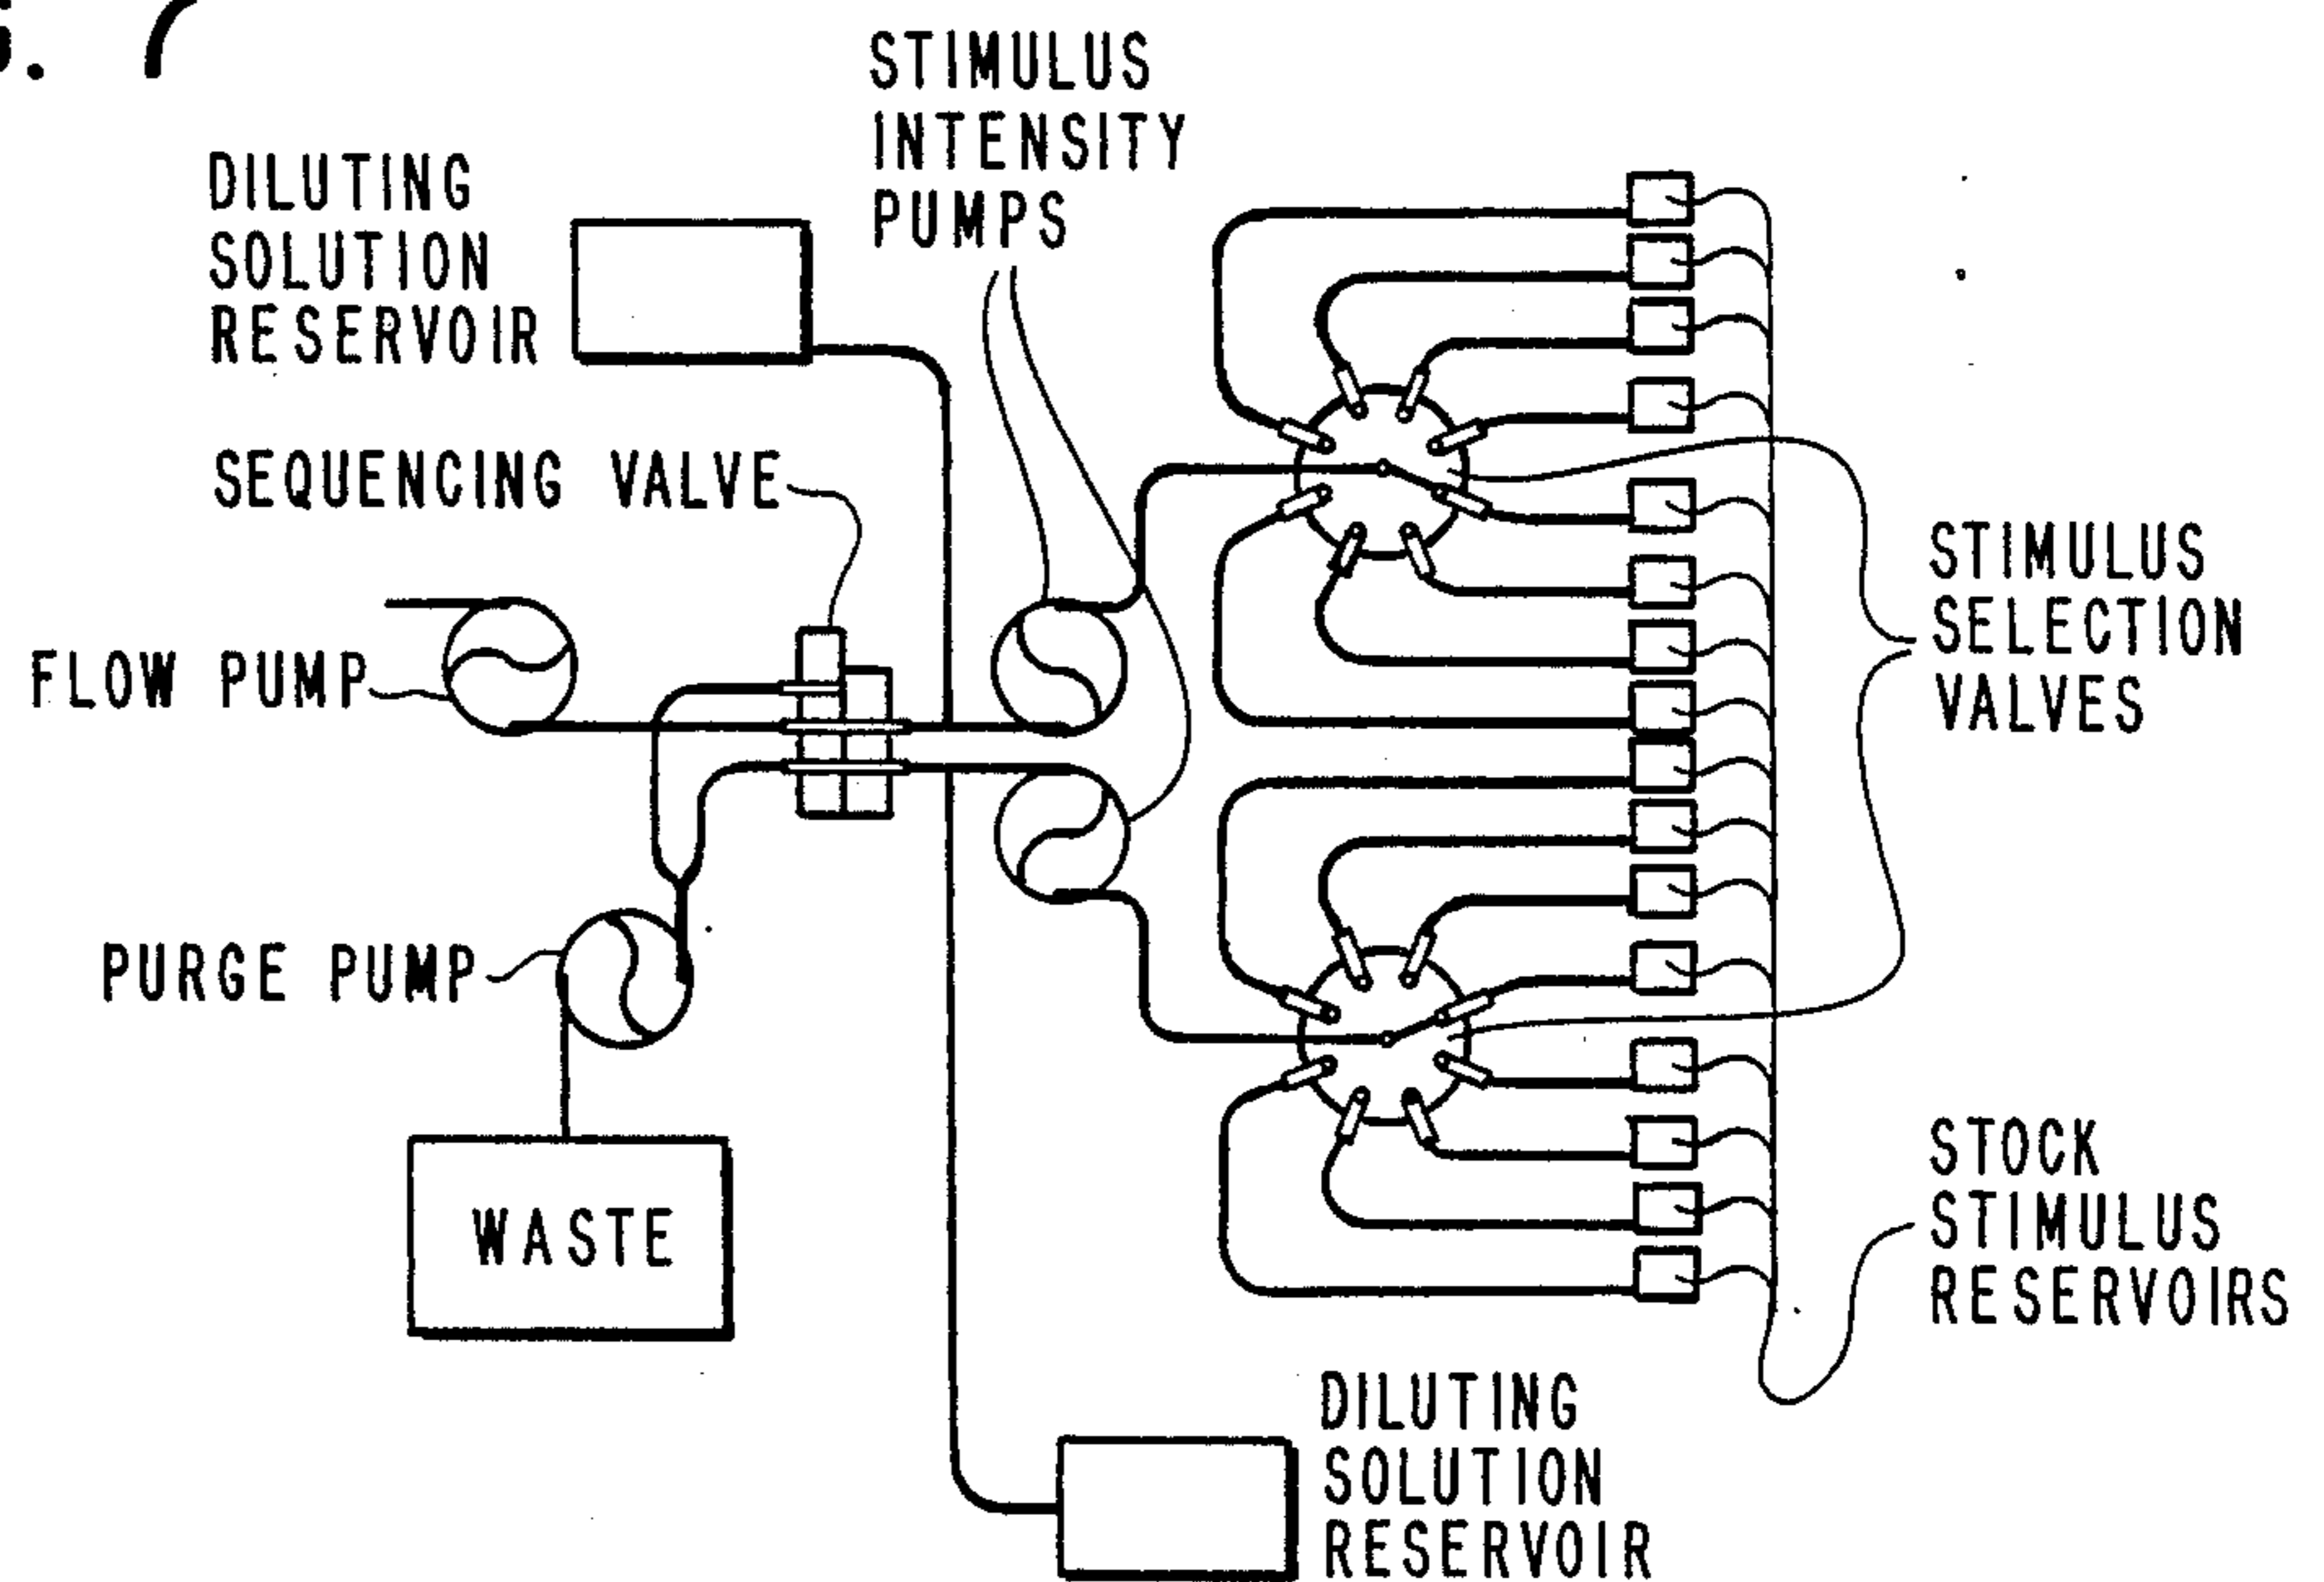 7
STIMULUS
INTENSITY
PUMPS
DILUTING
SOLUTION
RESERVOIR
SEQUENCING VALVE
FLOW PUMP
STIMULUS
SELECTION
VALVES
PURGE PUMP
WASTE
STOCK
STIMULUS
RESERVOIRS
DILUTING
SOLUTION
RESERVOIR